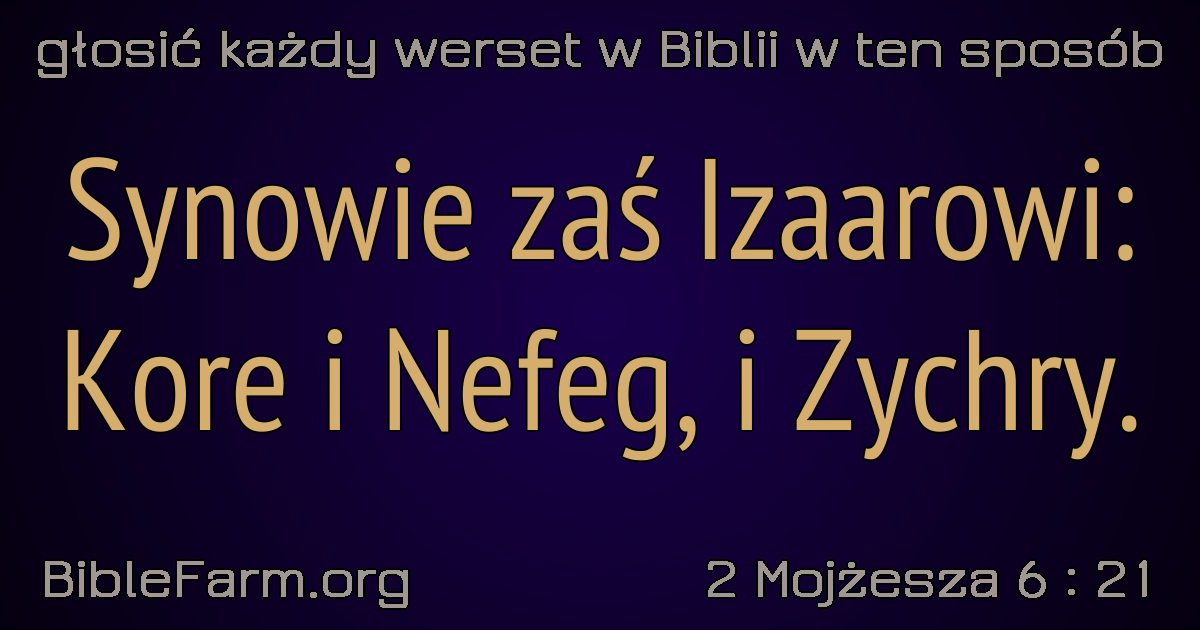 głosić każdy werset w Biblii w ten sposób
Synowie zaś Izaarowi:
Kore i Nefeg, i Zychry.
BibleFarm.org
2 Mojżesza 6 : 21